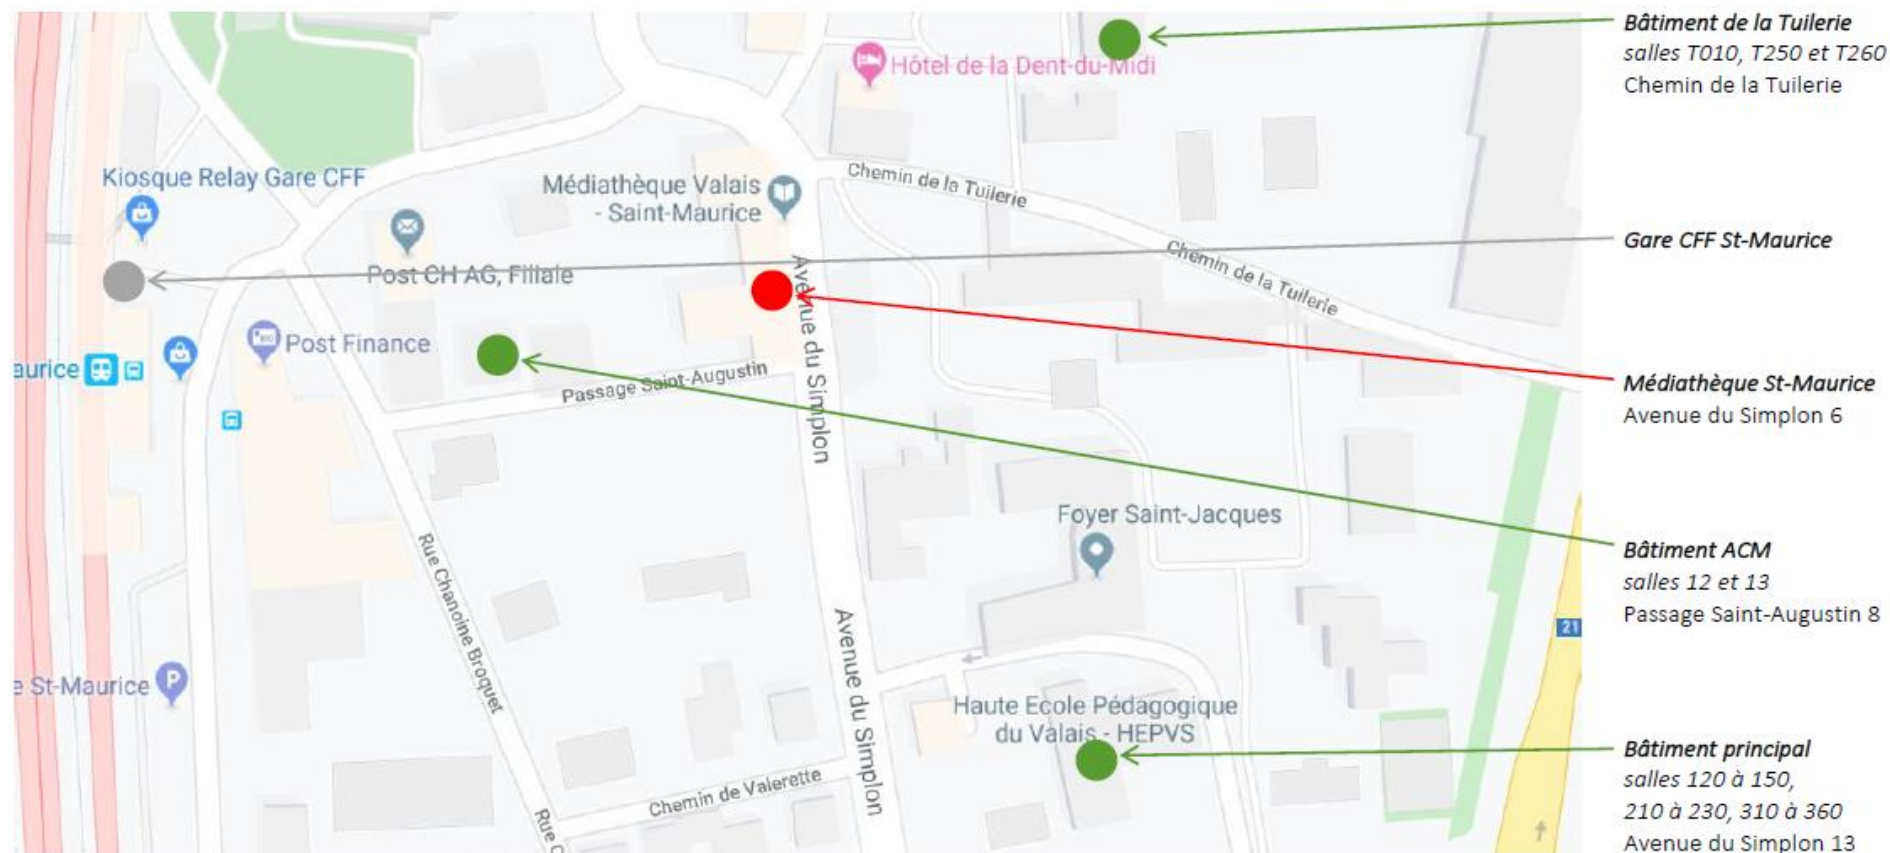 Bâtiment de la Tuilerie
salles T010, T250 et T260
Chemin de la Tuilerie
Hôtel de la Dent-du-Midi
Kiosque Relay Gare CFF
Médiathèque Valais
- Saint-Maurice
Chemin de la Tuilerie
Chemin de la Tuilerie
Gare CFF St-Maurice
Post CH AG, Filiale
Avenue du Simplon
Post Finance
aurice
Passage Saint-Augustin
Médiathèque St-Maurice
Avenue du Simplon 6
Foyer Saint-Jacques
Bâtiment ACM
salles 12 et 13
Passage Saint-Augustin 8
21
Rue Chanoine Broquet
Avenue du Simplon
e St-Maurice
P
Haute Ecole Pédagogique
du Valais - HEPVS
Bâtiment principal
salles 120 à 150,
210 à 230, 310 à 360
Avenue du Simplon 13
Chemin de Valerette
Rue C